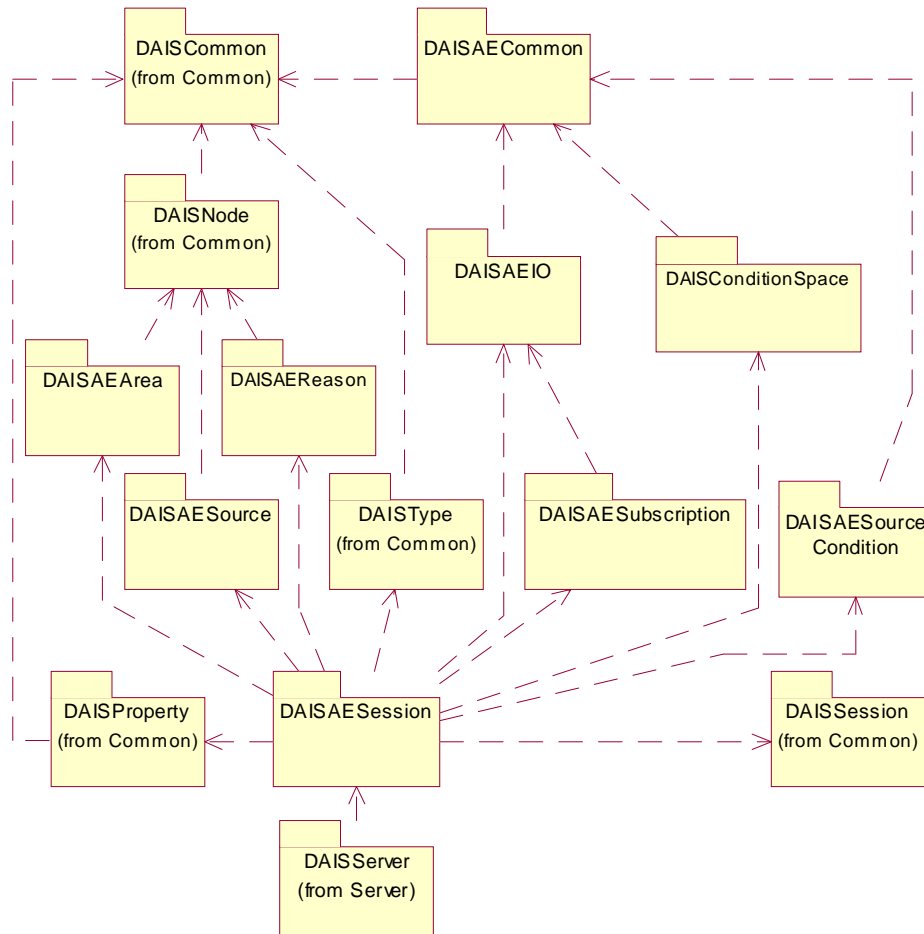 DAISCommon
(from Common)
DAISAECommon
DAISNode
(from Common)
DAISAEIO
DAISConditionSpace
DAISAEArea
DAISAEReason
DAISAESource
DAISType
(from Common)
DAISAESubscription
DAISAESource
Condition
DAISProperty
(from Common)
DAISAESession
DAISSession
(from Common)
DAISServer
(from Server)